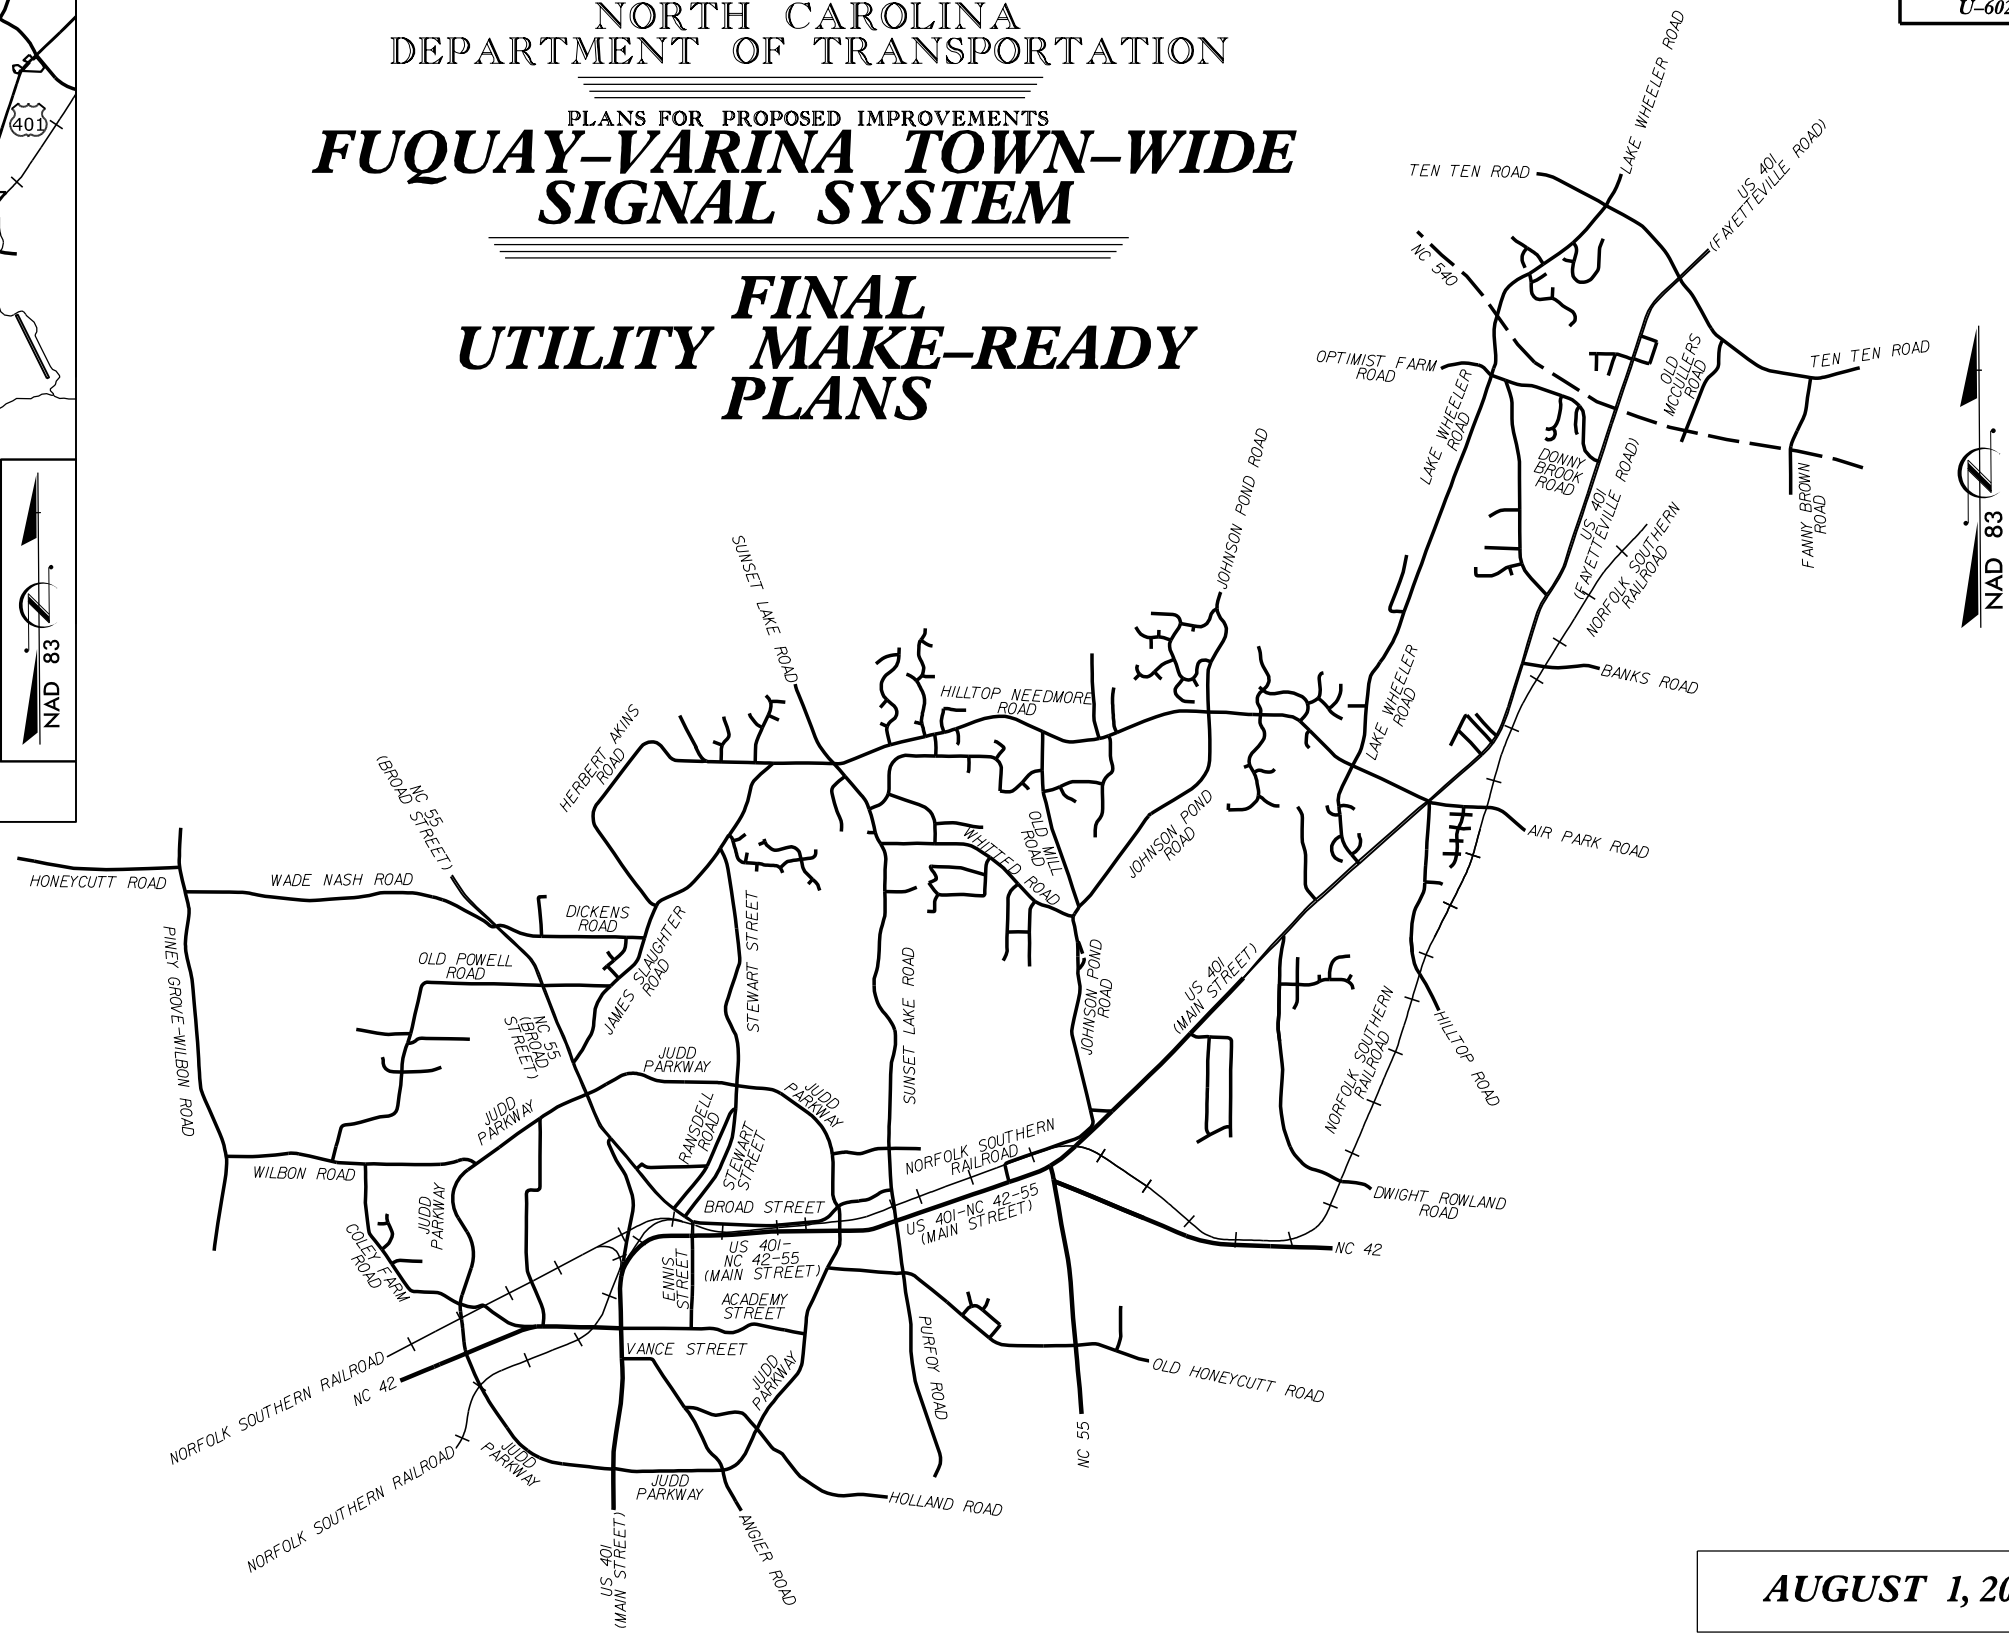 NORTH CAROLINA
DEPARTMENT OF TRANSPORTATION
PLANS FOR PROPOSED IMPROVEMENTS
FUQUAY–VARINA TOWN–WIDE
SIGNAL SYSTEM
FINAL
UTILITY MAKE–READY
PLANS
401
NAD 83
NAD 83
LAKE WHEELER ROAD
TEN TEN ROAD
US 401
(FAYETTEVILLE ROAD)
NC 540
OPTIMIST FARM
ROAD
OLD
MCCULLERS
ROAD
TEN TEN ROAD
LAKE WHEELER
ROAD
DONNY
BROOK
ROAD
US 401
(FAYETTEVILLE ROAD)
FANNY BROWN
ROAD
NORFOLK SOUTHERN
RAILROAD
JOHNSON POND ROAD
SUNSET LAKE ROAD
BANKS ROAD
HILLTOP NEEDMORE
ROAD
LAKE WHEELER
ROAD
HERBERT AKINS
ROAD
NC 55
(BROAD STREET)
OLD MILL
ROAD
WHITTED ROAD
JOHNSON POND
ROAD
AIR PARK ROAD
HONEYCUTT ROAD
WADE NASH ROAD
DICKENS
ROAD
OLD POWELL
ROAD
JAMES SLAUGHTER
ROAD
STEWART STREET
PINEY GROVE-WILBON ROAD
SUNSET LAKE ROAD
JOHNSON POND
ROAD
US 401
(MAIN STREET)
NC 55
(BROAD
STREET)
NORFOLK SOUTHERN
RAILROAD
HILLTOP ROAD
JUDD
PARKWAY
JUDD
PARKWAY
JUDD
PARKWAY
RANSDELL
ROAD
STEWART
STREET
NORFOLK SOUTHERN
RAILROAD
WILBON ROAD
JUDD
PARKWAY
BROAD STREET
US 401-NC 42-55
(MAIN STREET)
DWIGHT ROWLAND
ROAD
NC 42
COLEY FARM
ROAD
ENNIS
STREET
US 401-
NC 42-55
(MAIN STREET)
ACADEMY
STREET
VANCE STREET
JUDD
PARKWAY
PURFOY ROAD
OLD HONEYCUTT ROAD
NC 55
NORFOLK SOUTHERN RAILROAD
NC 42
NORFOLK SOUTHERN RAILROAD
JUDD
PARKWAY
JUDD
PARKWAY
HOLLAND ROAD
US 401
(MAIN STREET)
ANGIER ROAD
U–602
AUGUST 1, 20